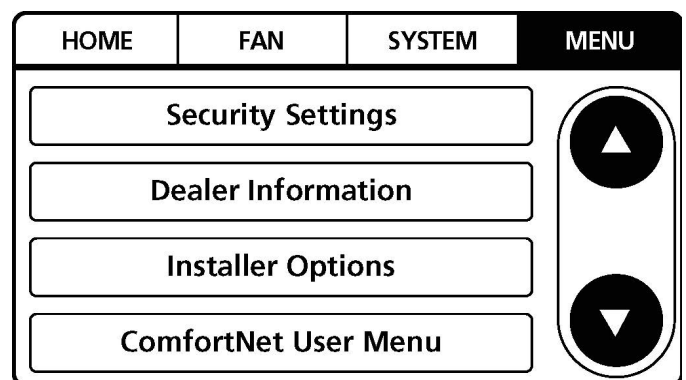 HOME FAN SYSTEM MENU
Security Settings
Dealer Information
Installer Options
ComfortNet User Menu